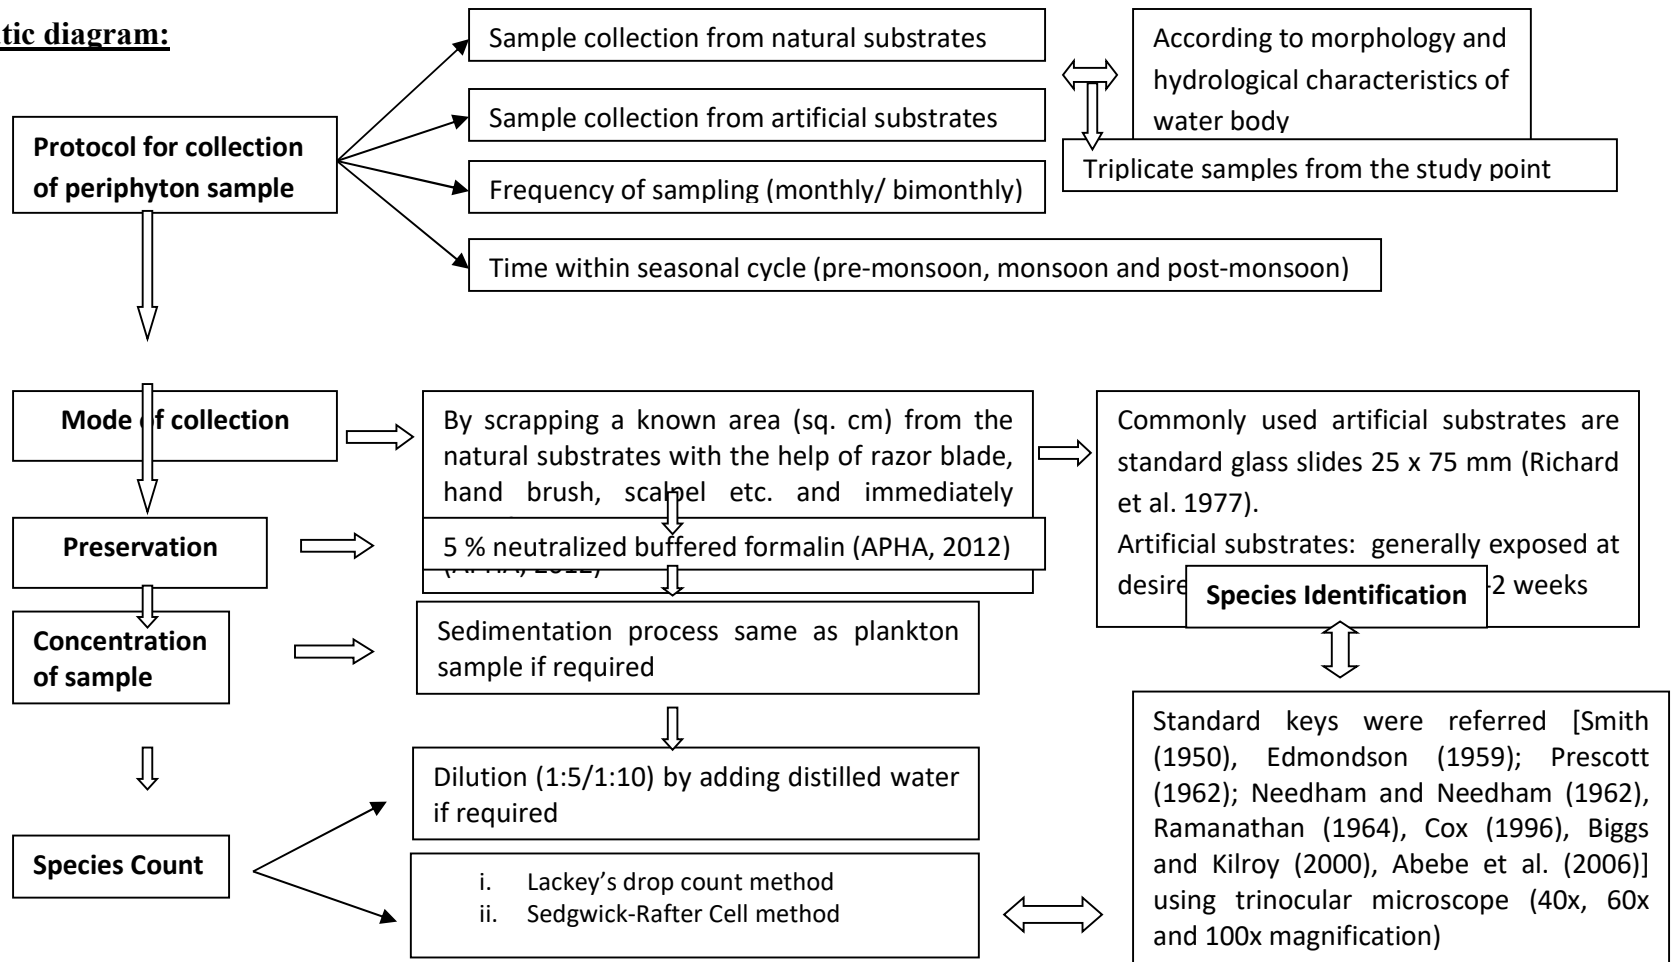 tic diagram:
Sample collection from natural substrates
Sample collection from artificial substrates
Frequency of sampling (monthly/ bimonthly)
Time within seasonal cycle (pre-monsoon, monsoon and post-monsoon)
According to morphology and
hydrological characteristics of
water body
Triplicate samples from the study point
Protocol for collection
of periphyton sample
Mode of collection
By scrapping a known area (sq. cm) from the
natural substrates with the help of razor blade,
hand brush, scalpel etc. and immediately
(APHA, 2012)
Commonly used artificial substrates are
standard glass slides 25 x 75 mm (Richard
et al. 1977).
Artificial substrates: generally exposed at
desire
-2 weeks
Preservation
5 % neutralized buffered formalin (APHA, 2012)
Species Identification
Concentration
of sample
Sedimentation process same as plankton
sample if required
Dilution (1:5/1:10) by adding distilled water
if required
Species Count
i. Lackey’s drop count method
ii. Sedgwick-Rafter Cell method
Standard keys were referred [Smith
(1950), Edmondson (1959); Prescott
(1962); Needham and Needham (1962),
Ramanathan (1964), Cox (1996), Biggs
and Kilroy (2000), Abebe et al. (2006)]
using trinocular microscope (40x, 60x
and 100x magnification)